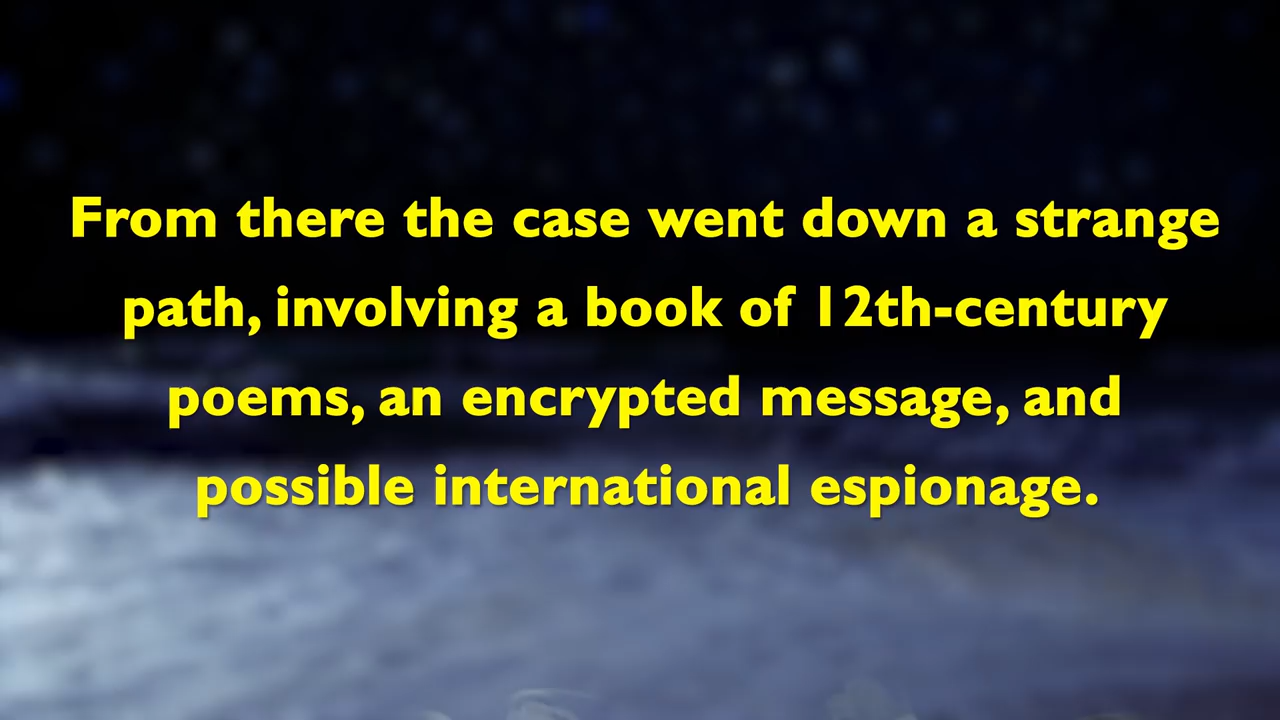 From there the case went down a strange
path, involving a book of 12th-century
poems, an encrypted message, and
possible international espionage.